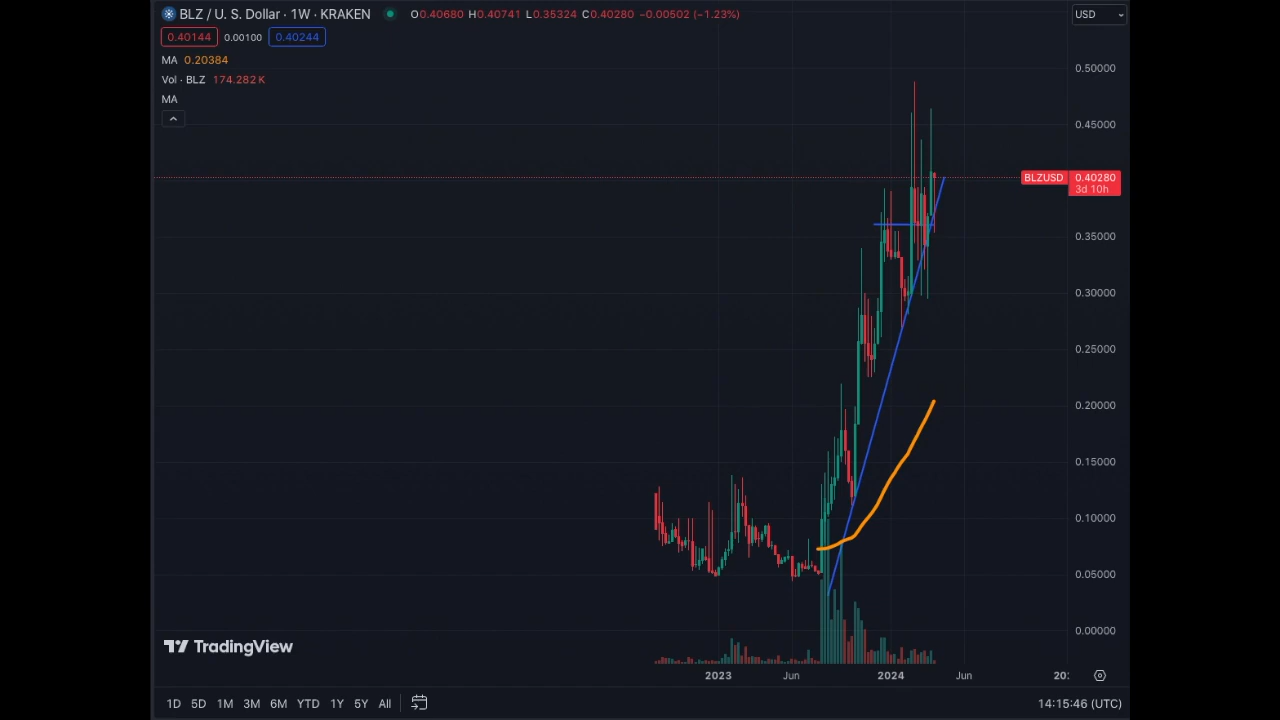 BLZ / U. S. Dollar · 1W · KRAKEN O0.40680 H0.40741 L0.35324 C0.40280 −0.00502 (−1.23%)
USD
0.40144 0.00100 0.40244
MA 0.20384
Vol · BLZ 174.282 K
MA
0.50000
0.45000
BLZUSD 0.40280
3d 10h
0.35000
0.30000
0.25000
0.20000
0.15000
0.10000
0.05000
0.00000
TradingView
2023 Jun 2024 Jun 20:
1D 5D 1M 3M 6M YTD 1Y 5Y All 14:15:46 (UTC)